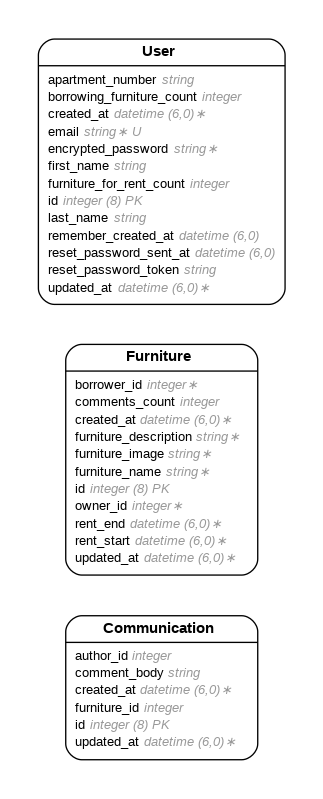 User
apartment_number string
borrowing_furniture_count integer
created_at datetime (6,0)∗
email string∗ U
encrypted_password string∗
first_name string
furniture_for_rent_count integer
id integer (8) PK
last_name string
remember_created_at datetime (6,0)
reset_password_sent_at datetime (6,0)
reset_password_token string
updated_at datetime (6,0)∗
Furniture
borrower_id integer∗
comments_count integer
created_at datetime (6,0)∗
furniture_description string∗
furniture_image string∗
furniture_name string∗
id integer (8) PK
owner_id integer∗
rent_end datetime (6,0)∗
rent_start datetime (6,0)∗
updated_at datetime (6,0)∗
Communication
author_id integer
comment_body string
created_at datetime (6,0)∗
furniture_id integer
id integer (8) PK
updated_at datetime (6,0)∗